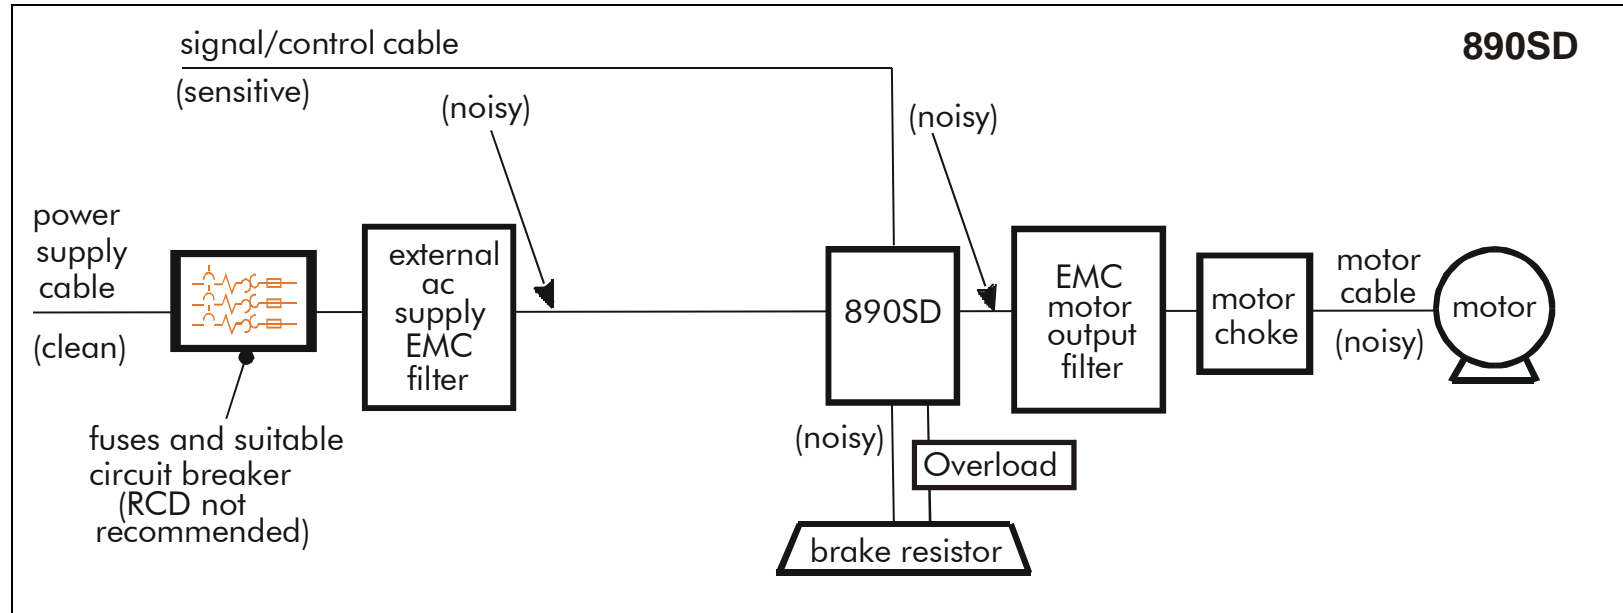 signal/control cable
890SD
(sensitive)
(noisy)
(noisy)
power
supply
cable
(clean)
external
ac
supply
EMC
filter
890SD
EMC
motor
output
filter
motor
choke
motor
cable
(noisy)
motor
fuses and suitable
circuit breaker
(RCD not
recommended)
(noisy)
Overload
brake resistor